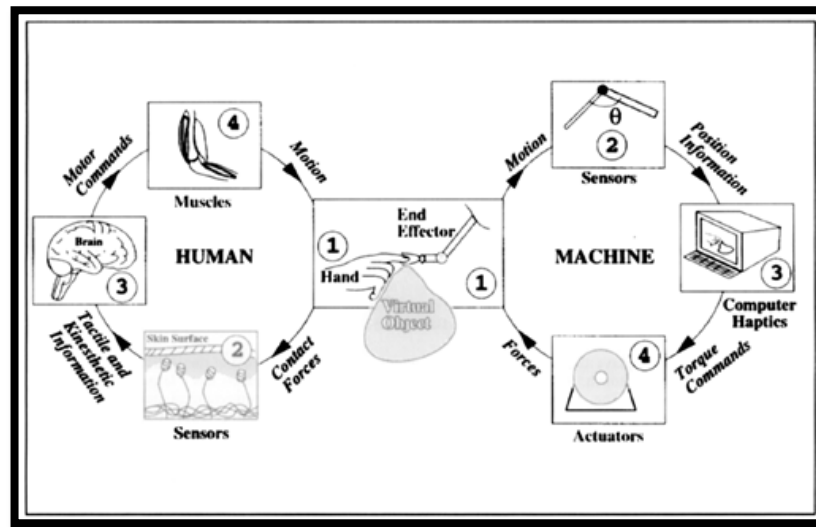 4
Muscles
Motor
Commands
Motion
Brain
3
HUMAN
1
Hand
End
Effector
1
Virtual
Object
Skin Surface
2
Sensors
Tactile and
Kinesthetic
Information
Contact
Forces
Motion
θ
2
Sensors
Position
Information
MACHINE
3
Computer
Haptics
Torque
Commands
4
Actuators
Forces